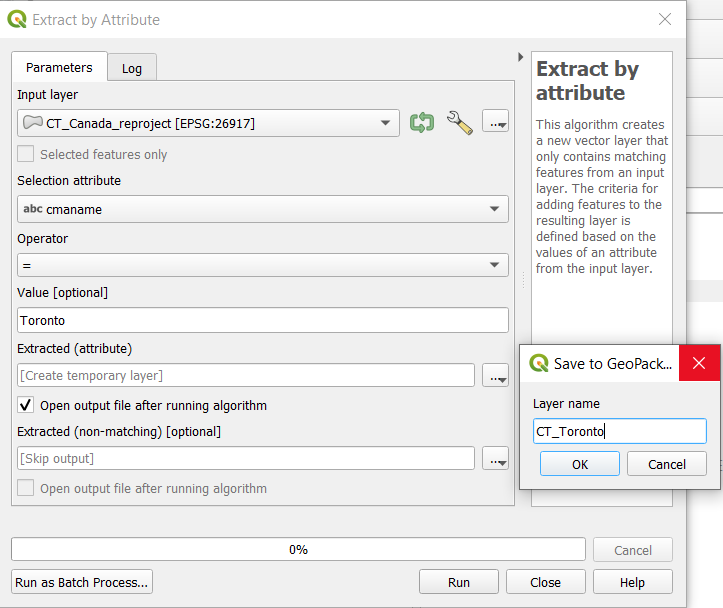 Extract by Attribute
Parameters
Log
Input layer
CT_Canada_reproject [EPSG:26917]
...
Selected features only
Selection attribute
abc cmaname
Operator
=
Value [optional]
Toronto
Extracted (attribute)
[Create temporary layer]
...
Open output file after running algorithm
Extracted (non-matching) [optional]
[Skip output]
...
Open output file after running algorithm
Extract by
attribute
This algorithm creates
a new vector layer that
only contains matching
features from an input
layer. The criteria for
adding features to the
resulting layer is
defined based on the
values of an attribute
from the input layer.
Save to GeoPack...
Layer name
CT_Toronto
OK
Cancel
0%
Cancel
Run as Batch Process...
Run
Close
Help